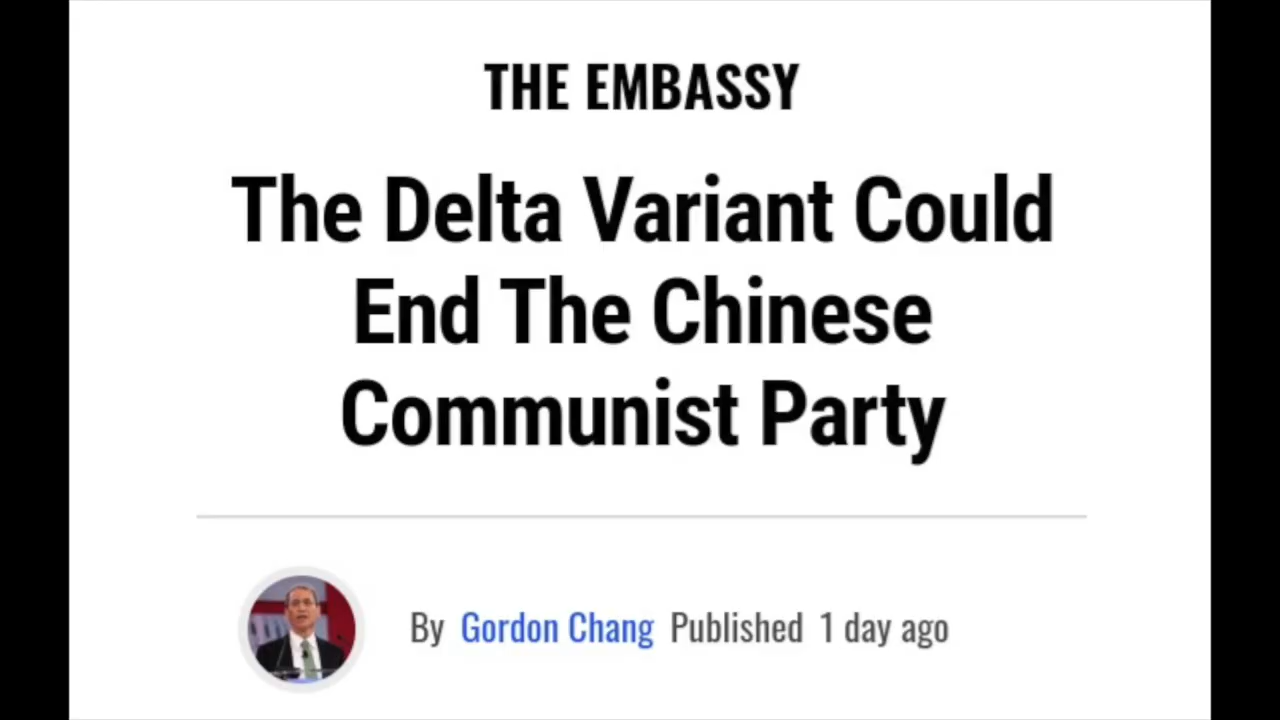 THE EMBASSY
The Delta Variant Could
End The Chinese
Communist Party
By Gordon Chang Published 1 day ago